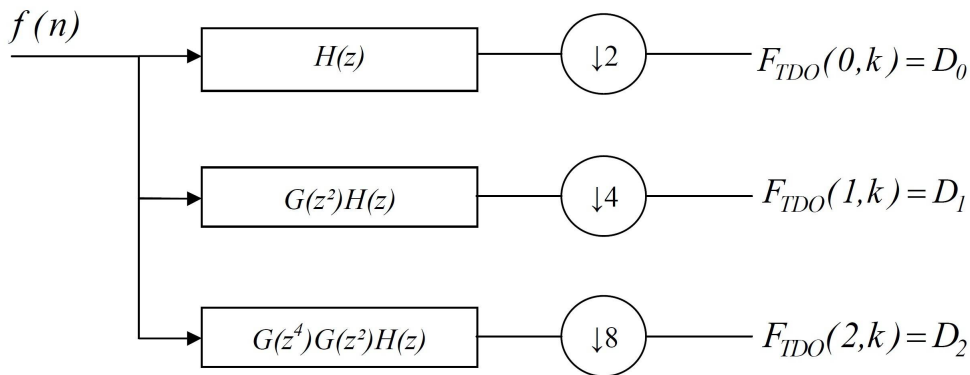 f(n)
H(z)
↓2
F_TDO(0,k)=D_0
G(z²)H(z)
↓4
F_TDO(1,k)=D_1
G(z⁴)G(z²)H(z)
↓8
F_TDO(2,k)=D_2